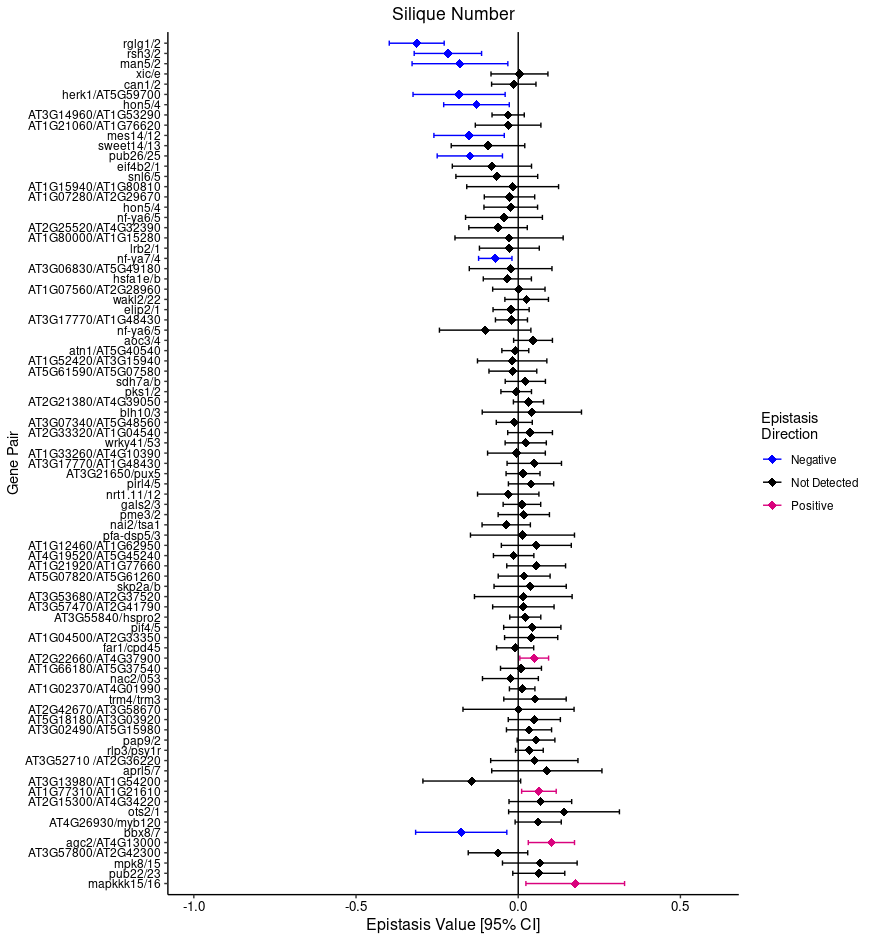 Silique Number
Gene Pair
rglg1/2
rsh3/2
man5/2
xic/e
can1/2
herk1/AT5G59700
hon5/4
AT3G14960/AT1G53290
AT1G21060/AT1G76620
mes14/12
sweet14/13
pub26/25
eif4b2/1
snl6/5
AT1G15940/AT1G80810
AT1G07280/AT2G29670
hon5/4
nf-ya6/5
AT2G25520/AT4G32390
AT1G80000/AT1G15280
lrb2/1
nf-ya7/4
AT3G06830/AT5G49180
hsfa1e/b
AT1G07560/AT2G28960
wakl2/22
elip2/1
AT3G17770/AT1G48430
nf-ya6/5
aoc3/4
atn1/AT5G40540
AT1G52420/AT3G15940
AT5G61590/AT5G07580
sdh7a/b
pks1/2
AT2G21380/AT4G39050
blh10/3
AT3G07340/AT5G48560
AT2G33320/AT1G04540
wrky41/53
AT1G33260/AT4G10390
AT3G17770/AT1G48430
AT3G21650/pux5
pirl4/5
nrt1.11/12
gals2/3
pme3/2
nai2/tsa1
pfa-dsp5/3
AT1G12460/AT1G62950
AT4G19520/AT5G45240
AT1G21920/AT1G77660
AT5G07820/AT5G61260
skp2a/b
AT3G53680/AT2G37520
AT3G57470/AT2G41790
AT3G55840/hspro2
pif4/5
AT1G04500/AT2G33350
far1/cpd45
AT2G22660/AT4G37900
AT1G66180/AT5G37540
nac2/053
AT1G02370/AT4G01990
trm4/trm3
AT2G42670/AT3G58670
AT5G18180/AT3G03920
AT3G02490/AT5G15980
pap9/2
rlp3/psy1r
AT3G52710 /AT2G36220
aprl5/7
AT3G13980/AT1G54200
AT1G77310/AT1G21610
AT2G15300/AT4G34220
ots2/1
AT4G26930/myb120
bbx8/7
agc2/AT4G13000
AT3G57800/AT2G42300
mpk8/15
pub22/23
mapkkk15/16
-1.0 -0.5 0.0 0.5
Epistasis Value [95% CI]
Epistasis
Direction
Negative
Not Detected
Positive